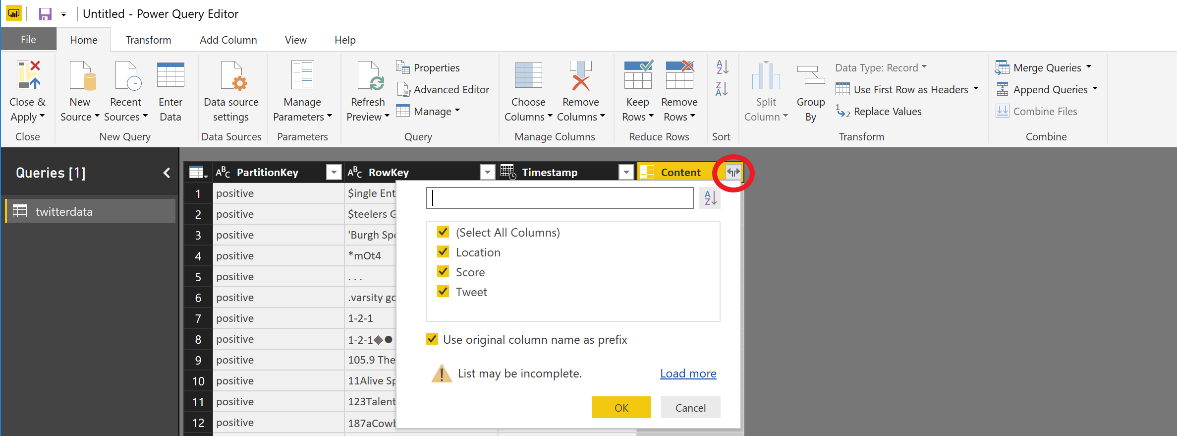 Untitled - Power Query Editor
File Home Transform Add Column View Help
Close & Apply
New Source
Recent Sources
Enter Data
Data source settings
Manage Parameters
Refresh Preview
Properties
Advanced Editor
Manage
Choose Columns
Remove Columns
Keep Rows
Remove Rows
Split Column
Group By
Data Type: Record
Use First Row as Headers
Replace Values
Merge Queries
Append Queries
Combine Files
Close New Query Data Sources Parameters Query Manage Columns Reduce Rows Sort Transform Combine
Queries [1]
twitterdata
PartitionKey RowKey Timestamp Content
1 positive $ingle Ent
2 positive $teelers G
3 positive 'Burgh Spo
4 positive *mOt4
5 positive . . .
6 positive .varsity go
7 positive 1-2-1
8 positive 1-2-1
9 positive 105.9 The
10 positive 11Alive Sp
11 positive 123Talent
12 positive 187aCowb
(Select All Columns)
Location
Score
Tweet
Use original column name as prefix
List may be incomplete. Load more
OK Cancel